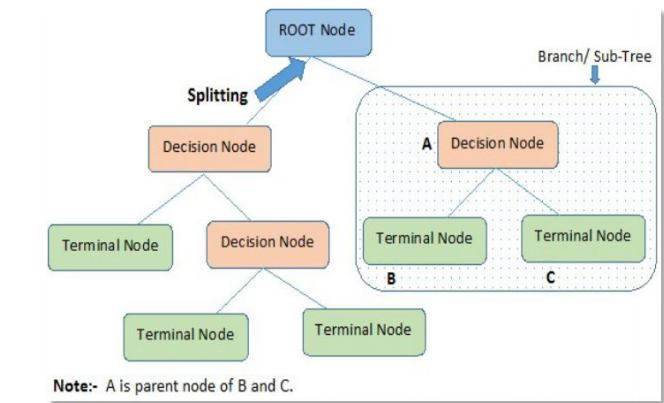 ROOT Node
Branch/ Sub-Tree
Splitting
Decision Node
A Decision Node
Terminal Node
Decision Node
Terminal Node
Terminal Node
B
C
Terminal Node
Terminal Node
Note:- A is parent node of B and C.